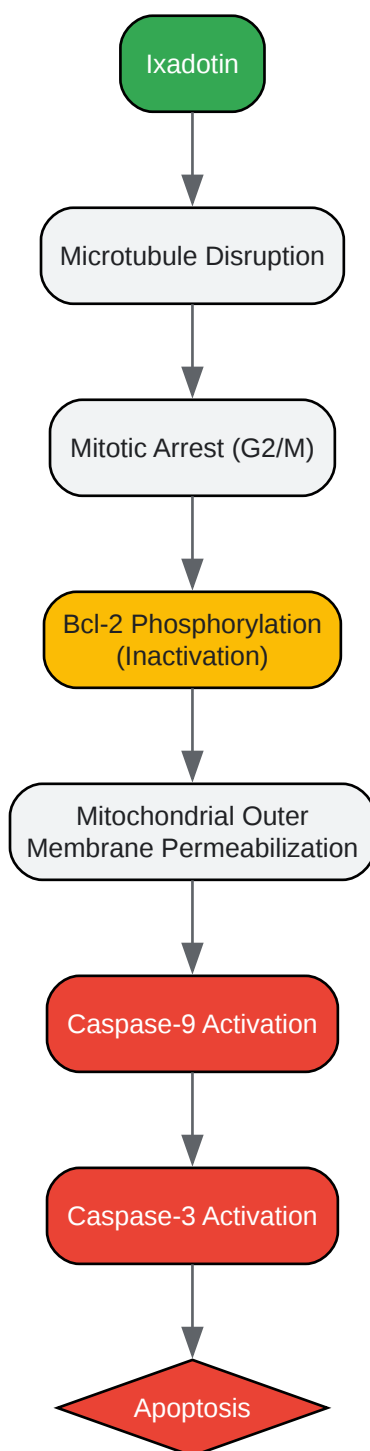 Ixadotin
Microtubule Disruption
Mitotic Arrest (G2/M)
Bcl-2 Phosphorylation
(Inactivation)
Mitochondrial Outer
Membrane Permeabilization
Caspase-9 Activation
Caspase-3 Activation
Apoptosis